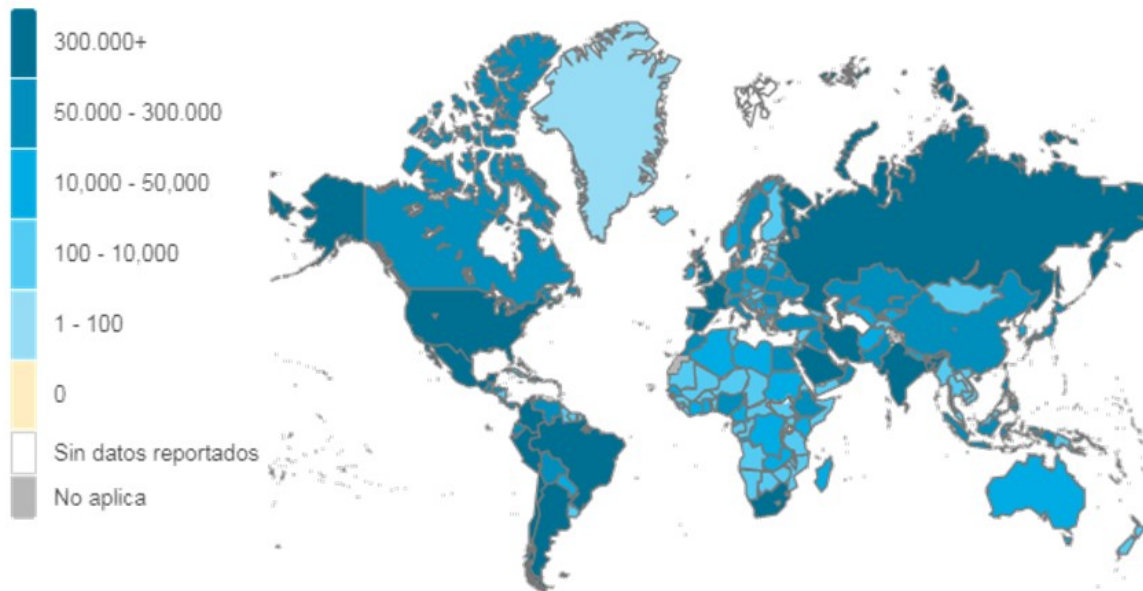 300.000+
50.000 - 300.000
10,000 - 50,000
100 - 10,000
1 - 100
0
Sin datos reportados
No aplica